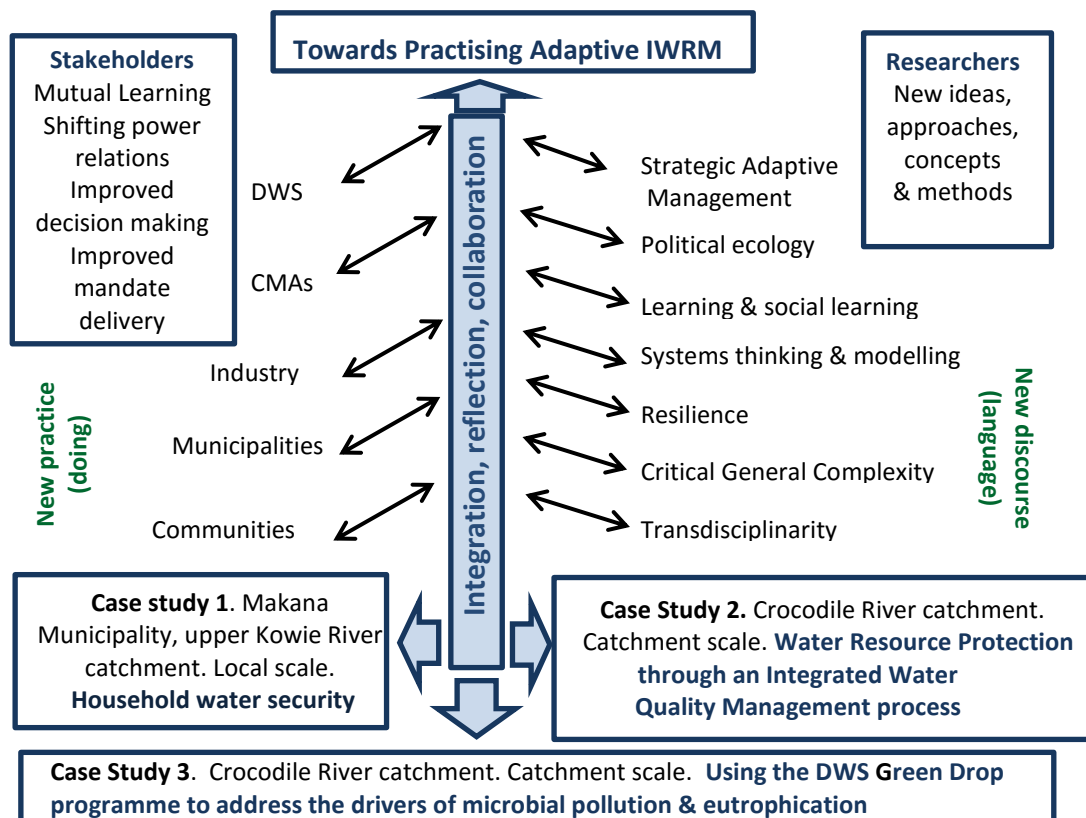 Towards Practising Adaptive IWRM
Stakeholders
Mutual Learning
Shifting power
relations
Improved
decision making
Improved
mandate
delivery
Researchers
New ideas,
approaches,
concepts
& methods
DWS
CMAs
Industry
Municipalities
Communities
Integration, reflection, collaboration
Strategic Adaptive
Management
Political ecology
Learning & social learning
Systems thinking & modelling
Resilience
Critical General Complexity
Transdisciplinarity
New practice
(doing)
New discourse
(language)
Case study 1. Makana
Municipality, upper Kowie River
catchment. Local scale.
Household water security
Case Study 2. Crocodile River catchment.
Catchment scale. Water Resource Protection
through an Integrated Water
Quality Management process
Case Study 3. Crocodile River catchment. Catchment scale. Using the DWS Green Drop
programme to address the drivers of microbial pollution & eutrophication